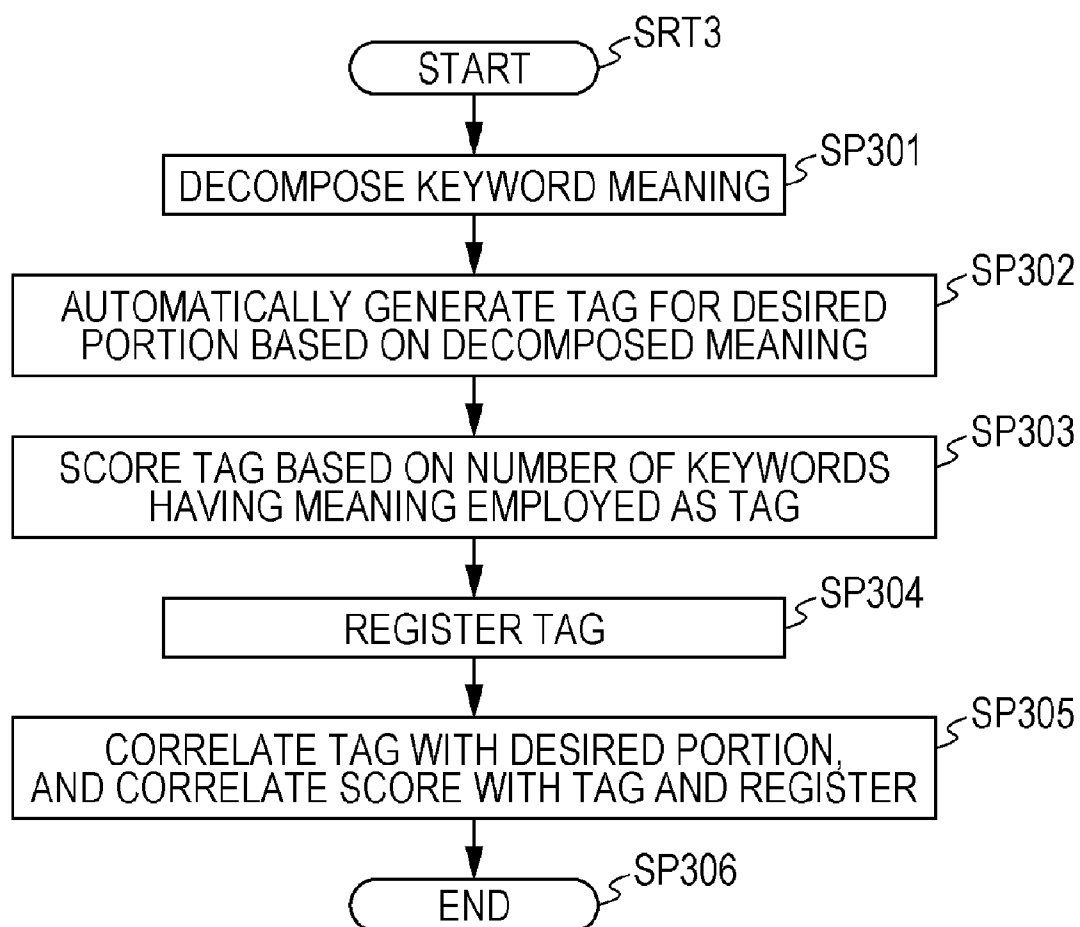 SRT3
START
SP301
DECOMPOSE KEYWORD MEANING
SP302
AUTOMATICALLY GENERATE TAG FOR DESIRED
PORTION BASED ON DECOMPOSED MEANING
SP303
SCORE TAG BASED ON NUMBER OF KEYWORDS
HAVING MEANING EMPLOYED AS TAG
SP304
REGISTER TAG
SP305
CORRELATE TAG WITH DESIRED PORTION,
AND CORRELATE SCORE WITH TAG AND REGISTER
SP306
END